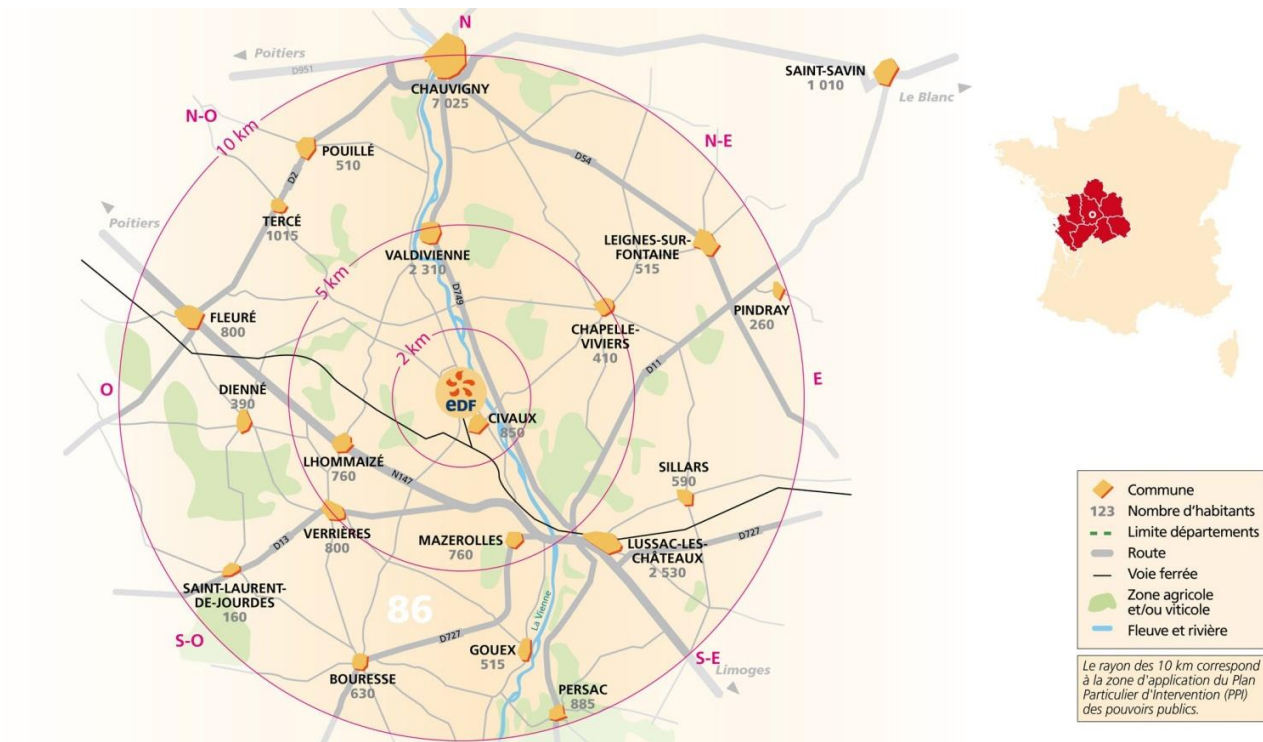 N
Poitiers
D951
CHAUVIGNY
7 025
SAINT-SAVIN
1 010
Le Blanc
N-O
10 km
N-E
POUILLÉ
510
D54
D2
TERCÉ
1015
Poitiers
VALDIVIENNE
2 310
LEIGNES-SUR-
FONTAINE
515
5 km
D749
FLEURÉ
800
PINDRAY
260
CHAPELLE-
VIVIERS
410
2 km
D11
O
E
DIENNÉ
390
eDF
CIVAUX
850
LHOMMAIZÉ
760
N147
SILLARS
590
VERRIÈRES
800
MAZEROLLES
760
LUSSAC-LES-
CHÂTEAUX
2 530
D727
D13
SAINT-LAURENT-
DE-JOURDES
160
86
La Vienne
S-O
D727
GOUEX
515
S-E
Limoges
BOURESSE
630
PERSAC
885
Commune
123 Nombre d'habitants
Limite départements
Route
Voie ferrée
Zone agricole
et/ou viticole
Fleuve et rivière
Le rayon des 10 km correspond
à la zone d'application du Plan
Particulier d'Intervention (PPI)
des pouvoirs publics.